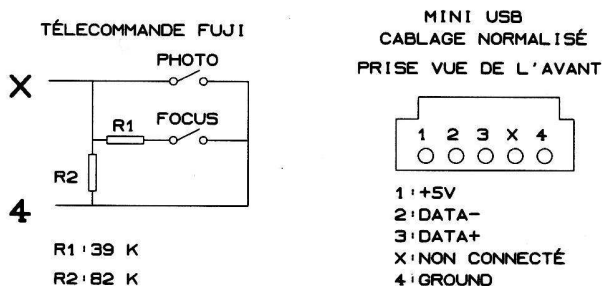 TÉLECOMMANDE FUJI
PHOTO
X
R1
FOCUS
R2
4
R1:39 K
R2:82 K
MINI USB
CABLAGE NORMALISÉ
PRISE VUE DE L'AVANT
1 2 3 X 4
1:+5V
2:DATA-
3:DATA+
X:NON CONNECTÉ
4:GROUND